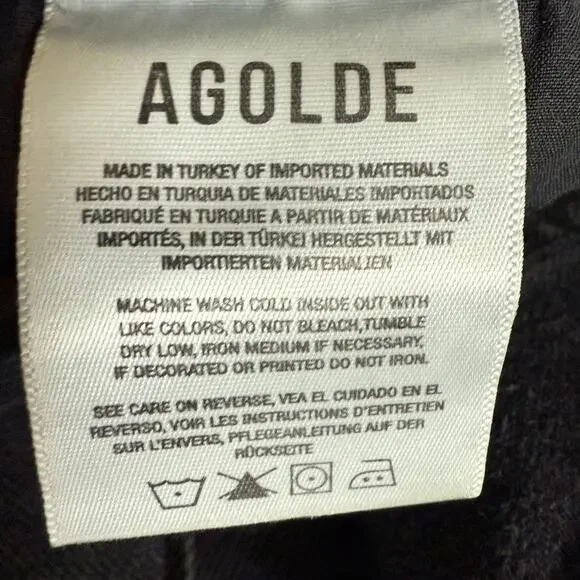 AGOLDE
MADE IN TURKEY OF IMPORTED MATERIALS
HECHO EN TURQUIA DE MATERIALES IMPORTADOS
FABRIQUÉ EN TURQUIE A PARTIR DE MATÉRIAUX
IMPORTÉS, IN DER TÜRKEI HERGESTELLT MIT
IMPORTIERTEN MATERIALIEN
MACHINE WASH COLD INSIDE OUT WITH
LIKE COLORS, DO NOT BLEACH,TUMBLE
DRY LOW, IRON MEDIUM IF NECESSARY,
IF DECORATED OR PRINTED DO NOT IRON.
SEE CARE ON REVERSE, VEA EL CUIDADO EN EL
REVERSO, VOIR LES INSTRUCTIONS D'ENTRETIEN
SUR L'ENVERS, PFLEGEANLEITUNG AUF DER
RÜCKSEITE